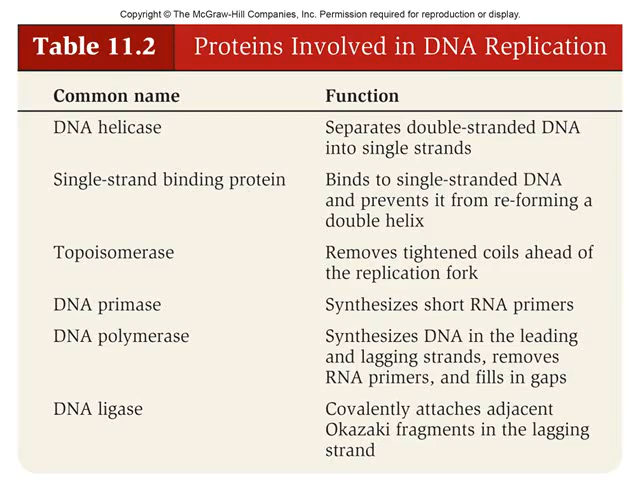 Copyright © The McGraw-Hill Companies, Inc. Permission required for reproduction or display.
Table 11.2 Proteins Involved in DNA Replication
Common name Function
DNA helicase Separates double-stranded DNA
into single strands
Single-strand binding protein Binds to single-stranded DNA
and prevents it from re-forming a
double helix
Topoisomerase Removes tightened coils ahead of
the replication fork
DNA primase Synthesizes short RNA primers
DNA polymerase Synthesizes DNA in the leading
and lagging strands, removes
RNA primers, and fills in gaps
DNA ligase Covalently attaches adjacent
Okazaki fragments in the lagging
strand